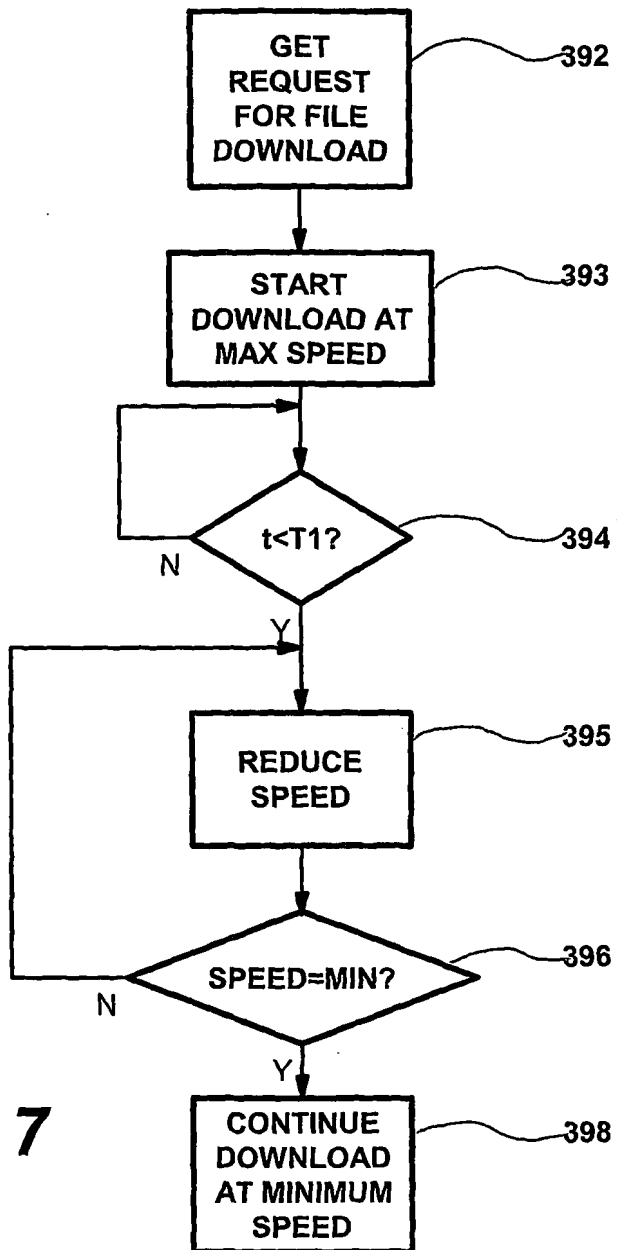 GET
REQUEST
FOR FILE
DOWNLOAD
392
START
DOWNLOAD AT
MAX SPEED
393
t<T1?
394
N
Y
REDUCE
SPEED
395
SPEED=MIN?
396
N
Y
CONTINUE
DOWNLOAD
AT MINIMUM
SPEED
398
7